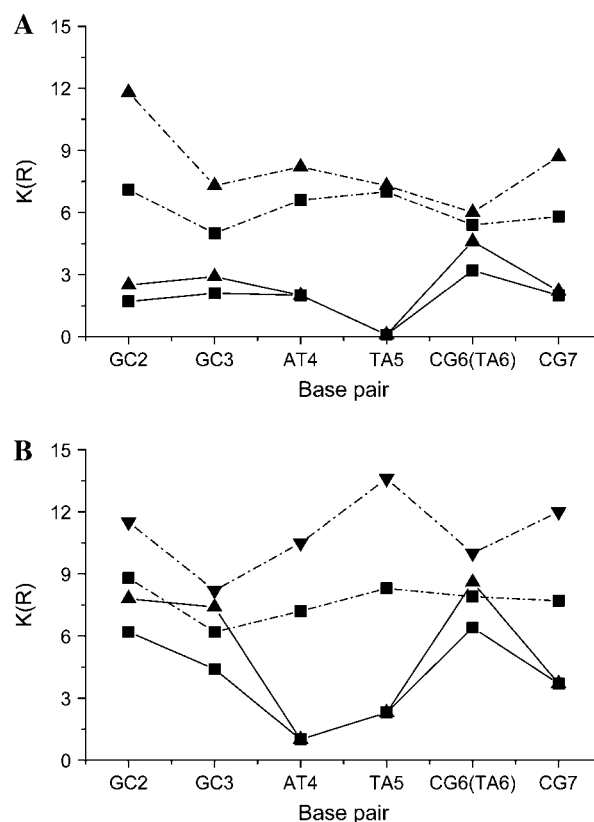 A
15
12
9
6
3
0
K(R)
GC2 GC3 AT4 TA5 CG6(TA6) CG7
Base pair
B
15
12
9
6
3
0
K(R)
GC2 GC3 AT4 TA5 CG6(TA6) CG7
Base pair